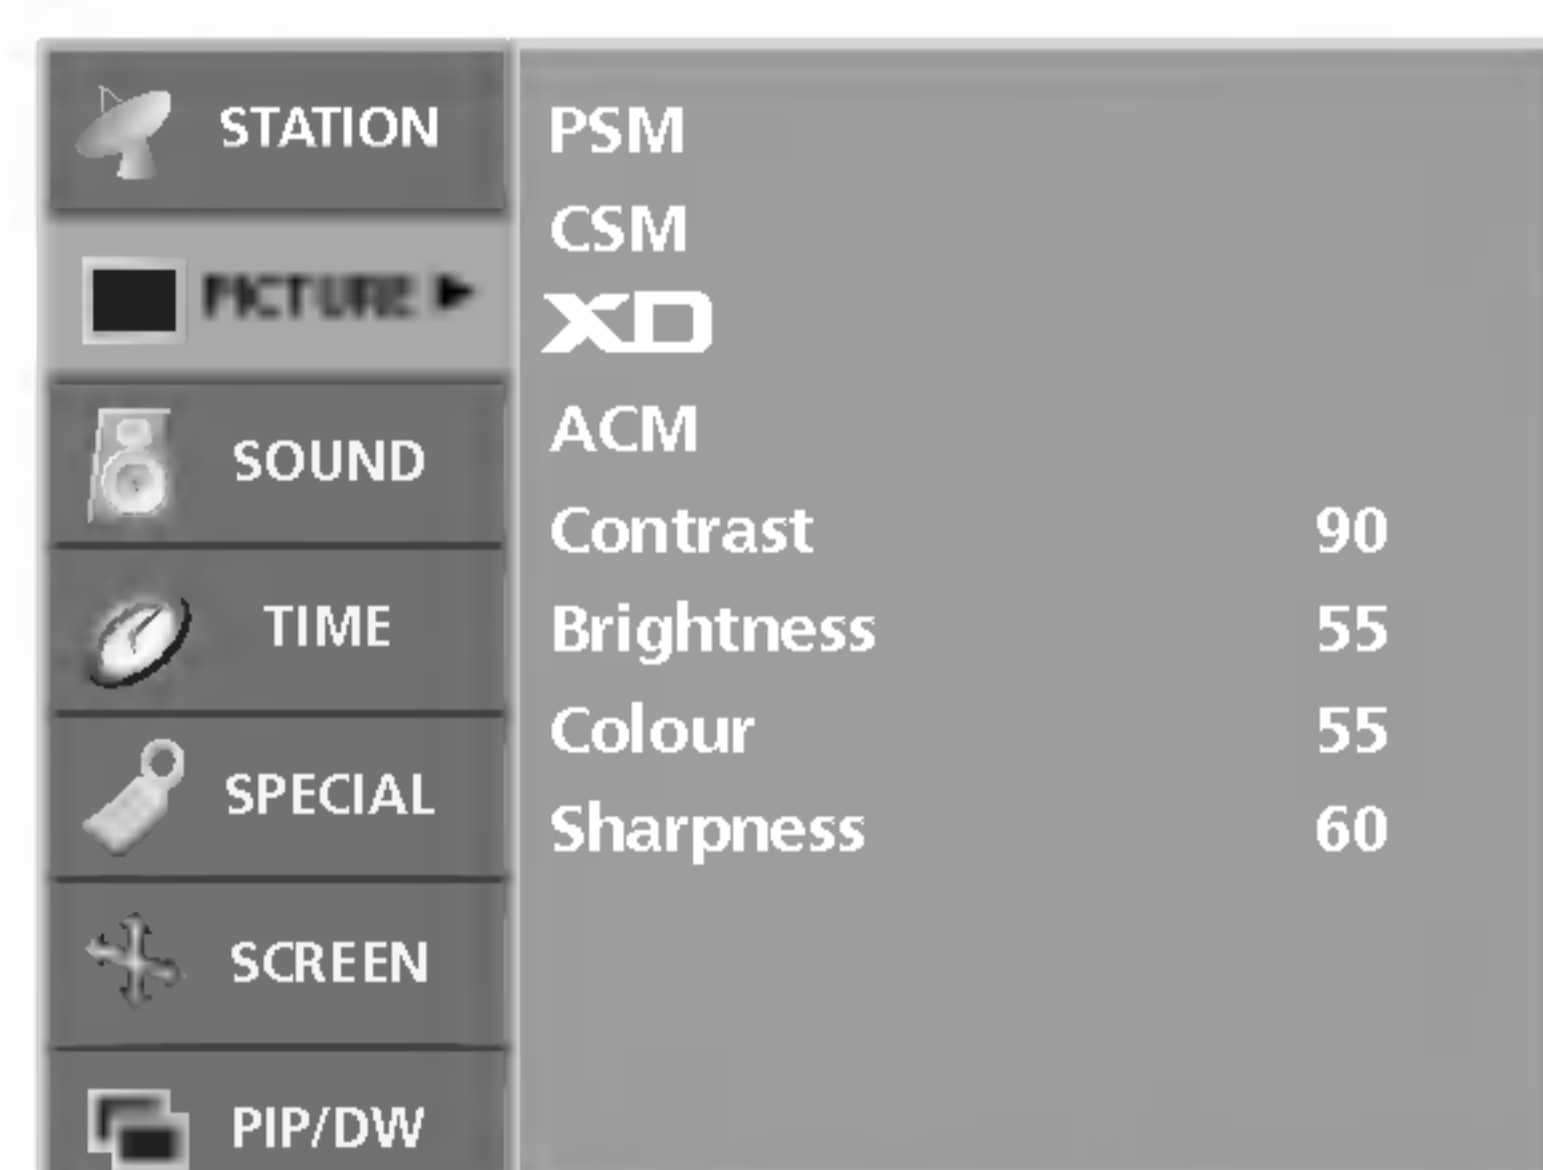 STATION
PICTURE ►
SOUND
TIME
SPECIAL
SCREEN
PIP/DW
PSM
CSM
XD
ACM
Contrast 90
Brightness 55
Colour 55
Sharpness 60